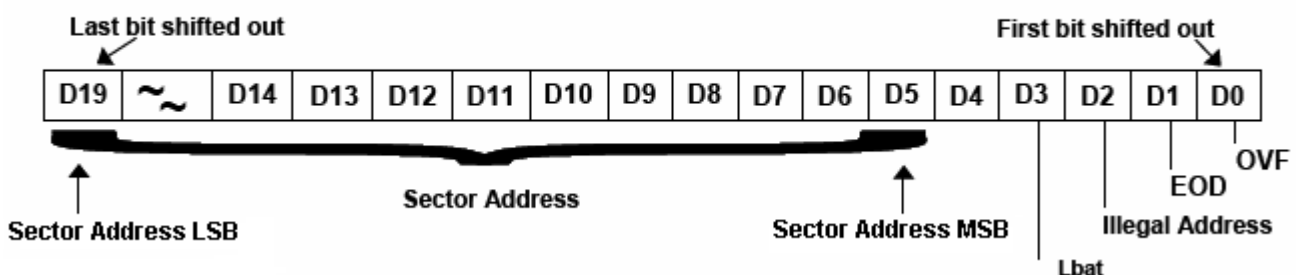 Last bit shifted out
First bit shifted out
D19 ~ ~ D14 D13 D12 D11 D10 D9 D8 D7 D6 D5 D4 D3 D2 D1 D0
OVF
EOD
Sector Address
Sector Address LSB
Sector Address MSB
Illegal Address
Lbat